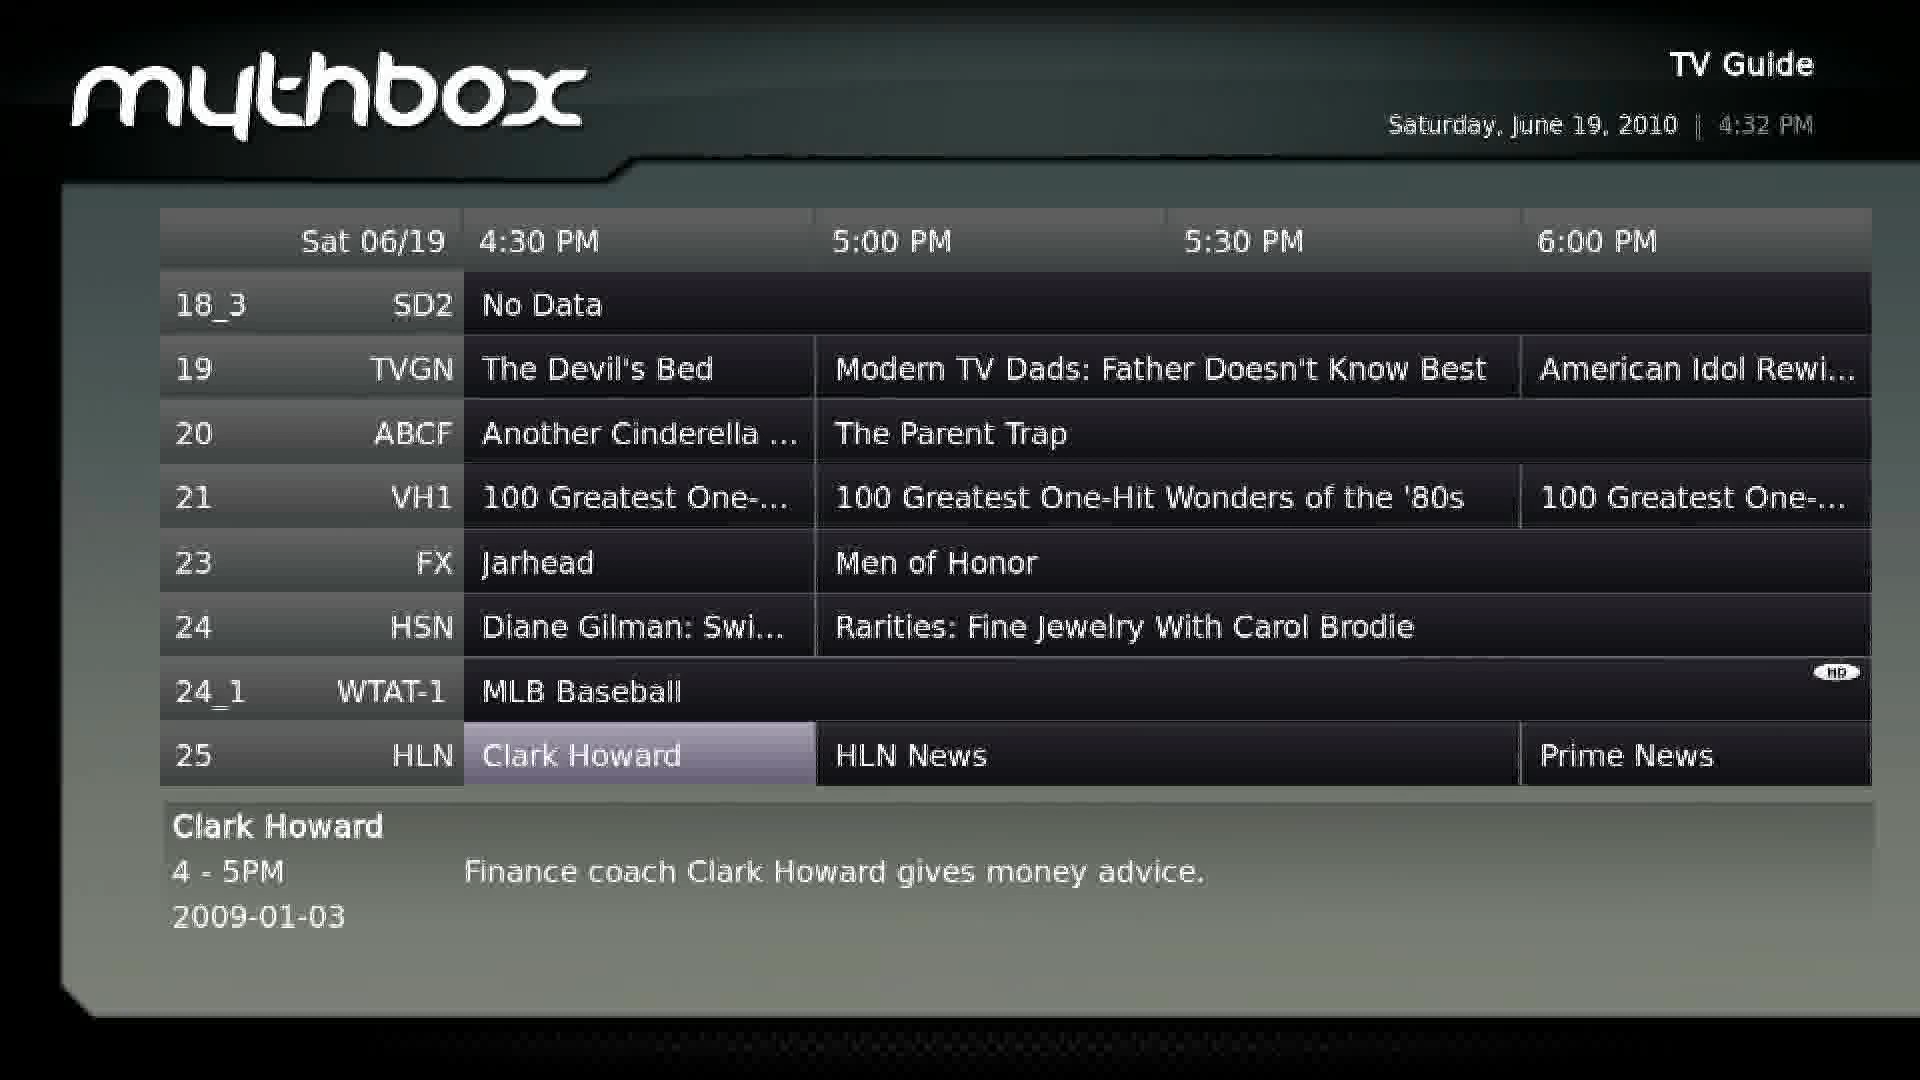 mythbox
TV Guide
Saturday, June 19, 2010 | 4:32 PM
Sat 06/19 4:30 PM 5:00 PM 5:30 PM 6:00 PM
18_3 SD2 No Data
19 TVGN The Devil's Bed Modern TV Dads: Father Doesn't Know Best American Idol Rewi...
20 ABCF Another Cinderella ... The Parent Trap
21 VH1 100 Greatest One-... 100 Greatest One-Hit Wonders of the '80s 100 Greatest One-...
23 FX Jarhead Men of Honor
24 HSN Diane Gilman: Swi... Rarities: Fine Jewelry With Carol Brodie
24_1 WTAT-1 MLB Baseball HD
25 HLN Clark Howard HLN News Prime News
Clark Howard
4 - 5PM Finance coach Clark Howard gives money advice.
2009-01-03